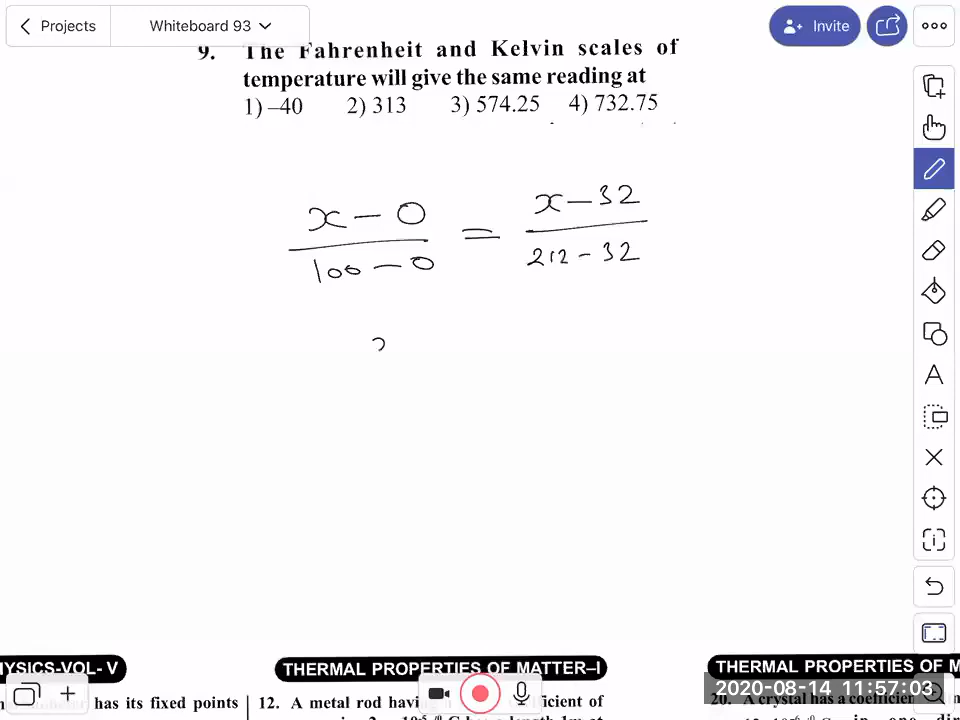 Projects
Whiteboard 93
Invite
9. The Fahrenheit and Kelvin scales of
temperature will give the same reading at
1) –40 2) 313 3) 574.25 4) 732.75
x – 0 = x – 32
100 – 0 212 – 32
YSICS-VOL- V
THERMAL PROPERTIES OF MATTER–I
THERMAL PROPERTIES OF M
has its fixed points
12. A metal rod having
icient of
20. A crystal has a coefficien
2020-08-14 11:57:03